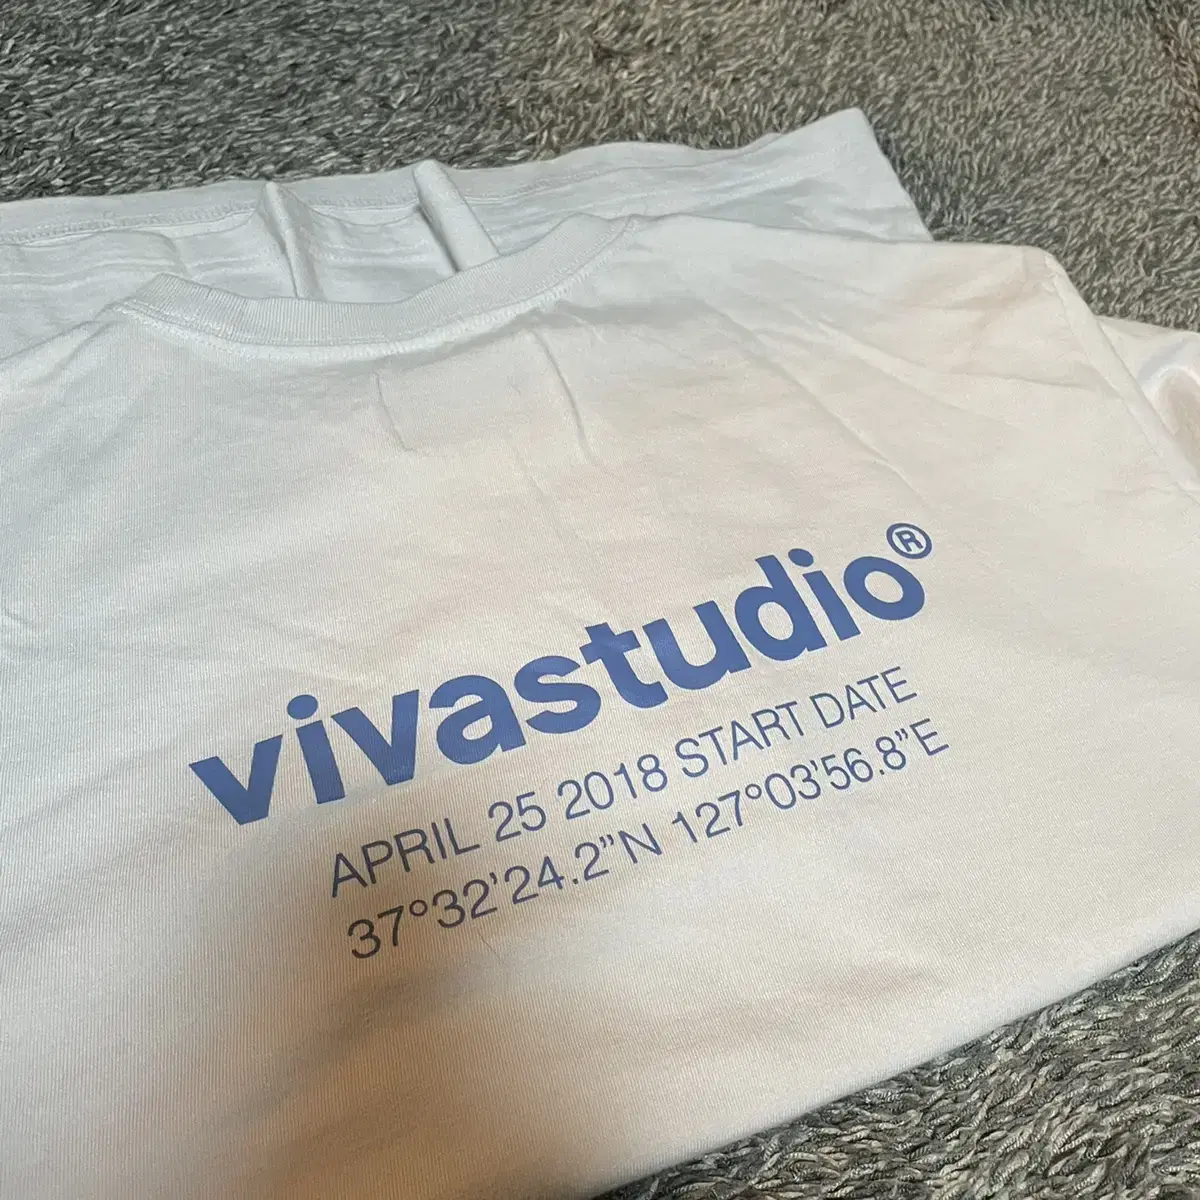 vivastudio®
APRIL 25 2018 START DATE
37°32'24.2”N 127°03'56.8”E